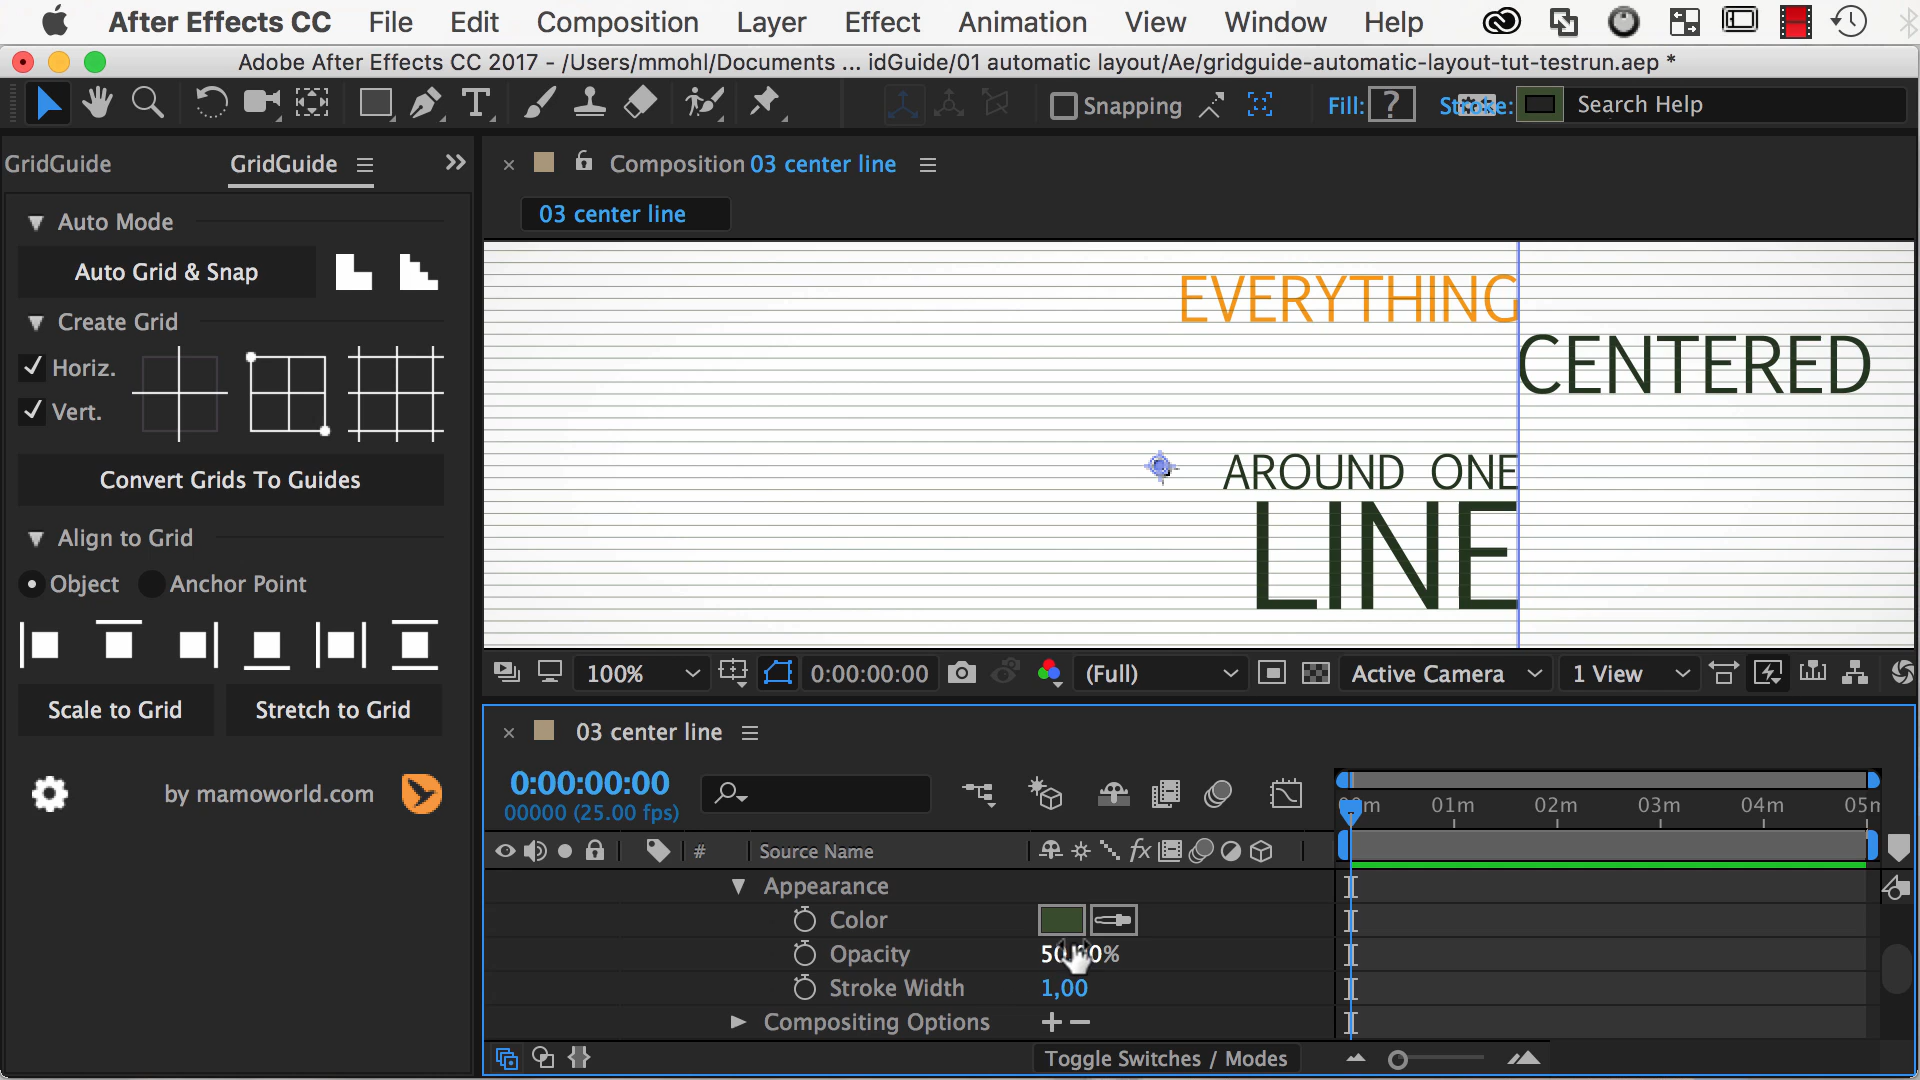 After Effects CC File Edit Composition Layer Effect Animation View Window Help
Adobe After Effects CC 2017 - /Users/mmohl/Documents ... idGuide/01 automatic layout/Ae/gridguide-automatic-layout-tut-testrun.aep *
Snapping Fill: ? Stroke: Search Help
GridGuide GridGuide
Composition 03 center line
03 center line
Auto Mode
Auto Grid & Snap
Create Grid
Horiz.
Vert.
Convert Grids To Guides
Align to Grid
Object Anchor Point
Scale to Grid Stretch to Grid
by mamoworld.com
EVERYTHING
CENTERED
AROUND ONE
LINE
100% 0:00:00:00 (Full) Active Camera 1 View
03 center line
0:00:00:00
00000 (25.00 fps)
01m 02m 03m 04m
# Source Name fx
Appearance
Color
Opacity
Stroke Width 1,00
Compositing Options + −
Toggle Switches / Modes